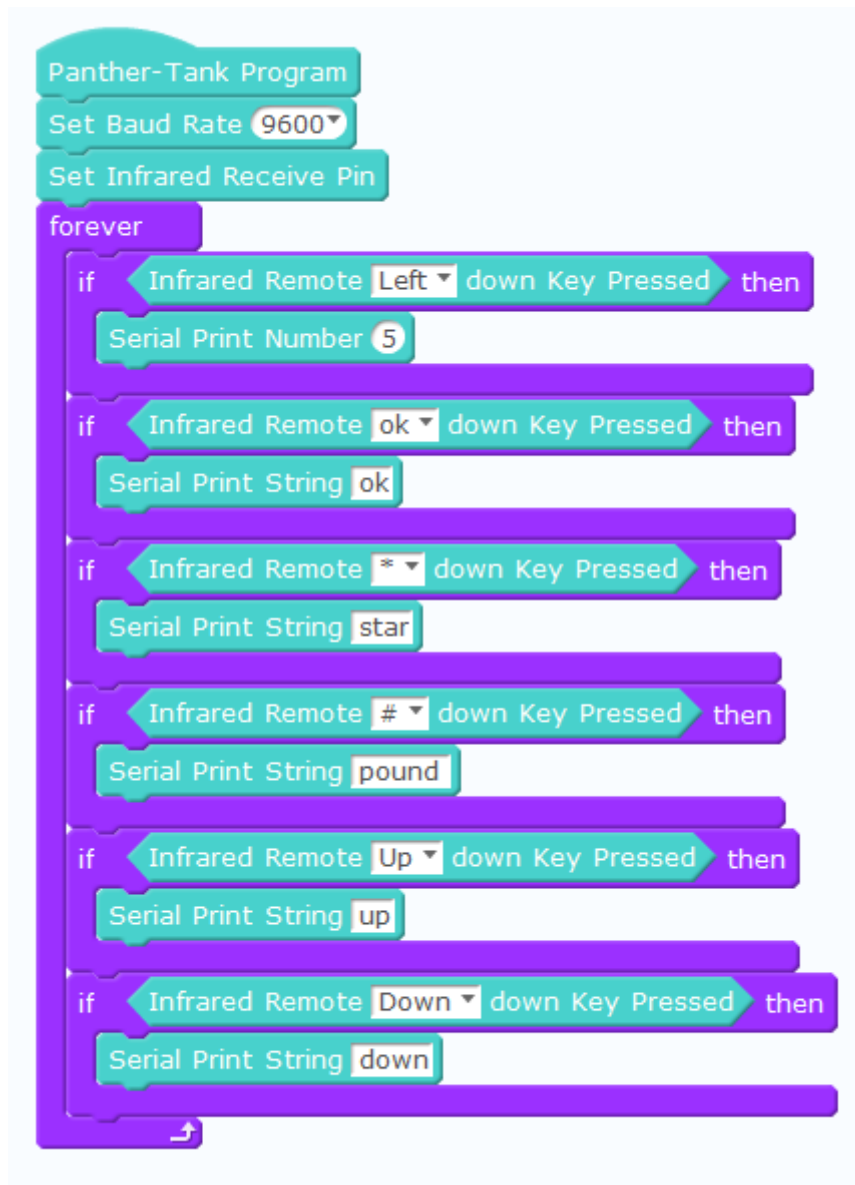 Panther-Tank Program
Set Baud Rate 9600
Set Infrared Receive Pin
forever
if Infrared Remote Left down Key Pressed then
Serial Print Number 5
if Infrared Remote ok down Key Pressed then
Serial Print String ok
if Infrared Remote * down Key Pressed then
Serial Print String star
if Infrared Remote # down Key Pressed then
Serial Print String pound
if Infrared Remote Up down Key Pressed then
Serial Print String up
if Infrared Remote Down down Key Pressed then
Serial Print String down